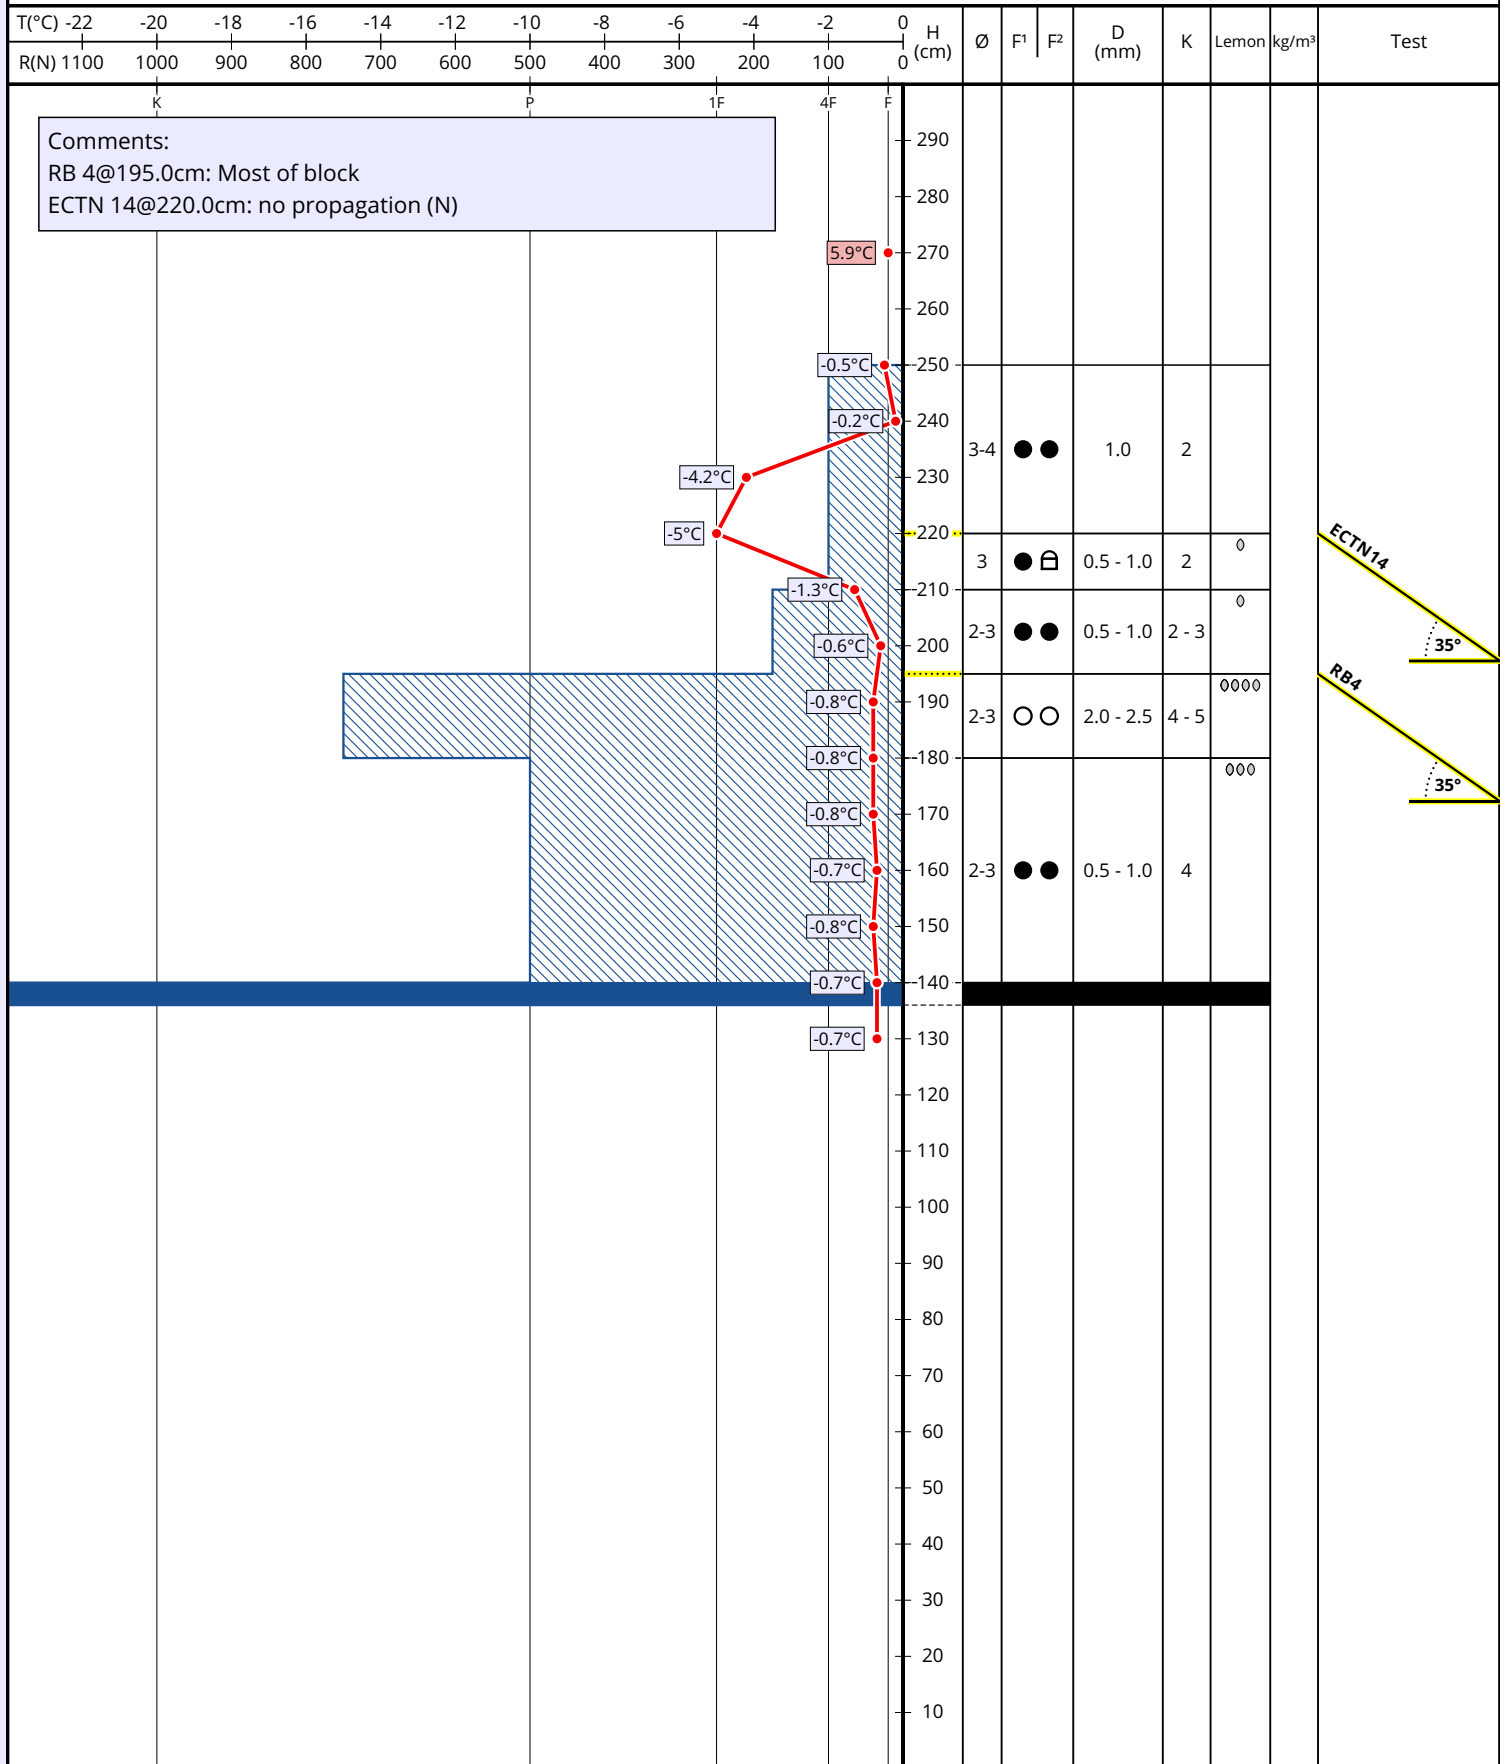 T(°C) -22 -20 -18 -16 -14 -12 -10 -8 -6 -4 -2 0
R(N) 1100 1000 900 800 700 600 500 400 300 200 100 0
H (cm) Ø F¹ F² D (mm) K Lemon kg/m³ Test
K P 1F 4F F
Comments:
RB 4@195.0cm: Most of block
ECTN 14@220.0cm: no propagation (N)
290
280
5.9°C 270
260
-0.5°C 250
-0.2°C 240
3-4 1.0 2
-4.2°C 230
-5°C 220
ECTN14
3 0.5 - 1.0 2
-1.3°C 210
2-3 0.5 - 1.0 2 - 3
-0.6°C 200
35°
RB4
-0.8°C 190
2-3 2.0 - 2.5 4 - 5
-0.8°C 180
35°
-0.8°C 170
-0.7°C 160 2-3 0.5 - 1.0 4
-0.8°C 150
-0.7°C 140
-0.7°C 130
120
110
100
90
80
70
60
50
40
30
20
10